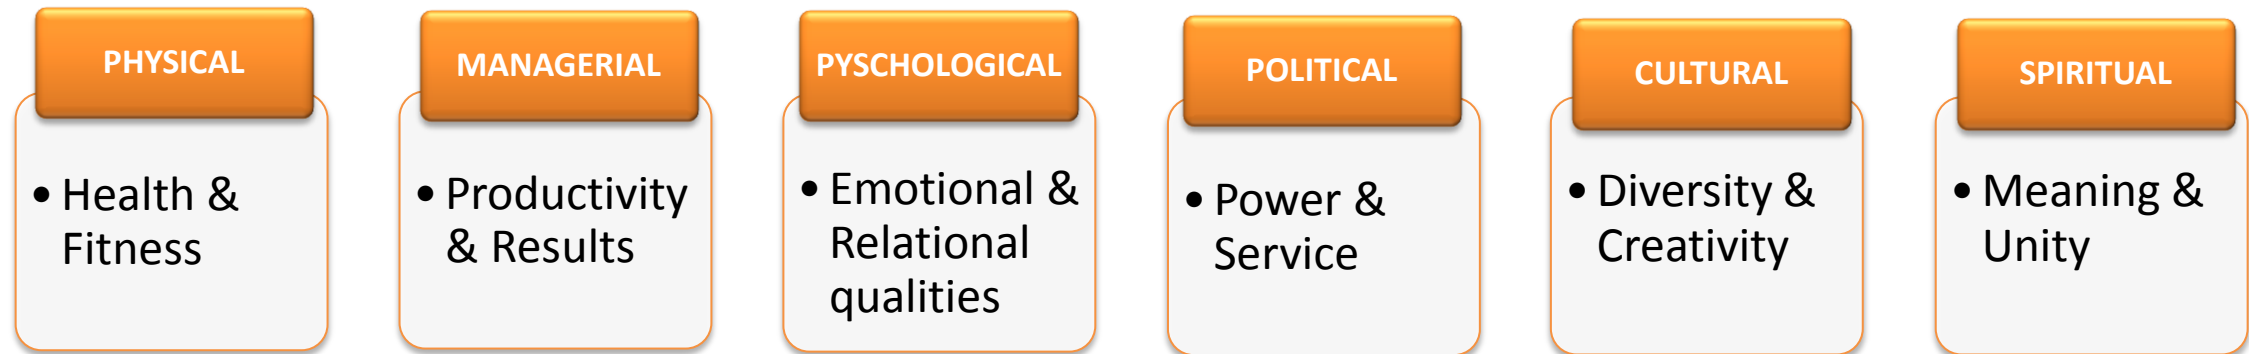 PHYSICAL
• Health &
Fitness
MANAGERIAL
• Productivity
& Results
PYSCHOLOGICAL
• Emotional &
Relational
qualities
POLITICAL
• Power &
Service
CULTURAL
• Diversity &
Creativity
SPIRITUAL
• Meaning &
Unity